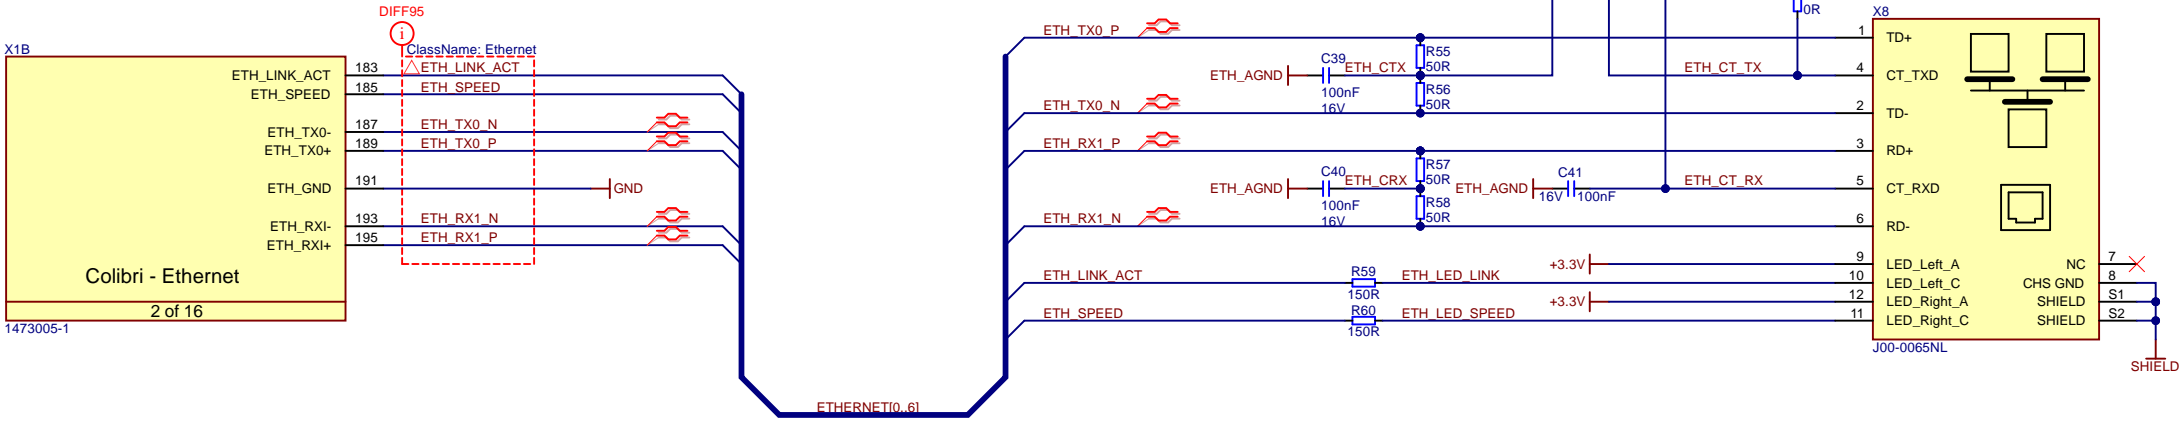 DIFF95
i
X1B
ClassName: Ethernet
ETH_LINK_ACT 183 ETH_LINK_ACT
ETH_SPEED 185 ETH_SPEED
ETH_TX0- 187 ETH_TX0_N
ETH_TX0+ 189 ETH_TX0_P
ETH_GND 191 GND
ETH_RXI- 193 ETH_RX1_N
ETH_RXI+ 195 ETH_RX1_P
Colibri - Ethernet
2 of 16
1473005-1
ETHERNET[0..6]
0R
X8
ETH_TX0_P 1 TD+
R55
50R
C39
ETH_AGND ETH_CTX ETH_CT_TX 4 CT_TXD
100nF
16V
R56
50R
ETH_TX0_N 2 TD-
ETH_RX1_P 3 RD+
R57
50R
C40 C41
ETH_AGND ETH_CRX ETH_AGND ETH_CT_RX 5 CT_RXD
100nF 16V 100nF
16V
R58
50R
ETH_RX1_N 6 RD-
+3.3V 9 LED_Left_A NC 7
ETH_LINK_ACT R59 ETH_LED_LINK 10 LED_Left_C CHS GND 8
150R
+3.3V 12 LED_Right_A SHIELD S1
ETH_SPEED R60 ETH_LED_SPEED 11 LED_Right_C SHIELD S2
150R
J00-0065NL
SHIELD